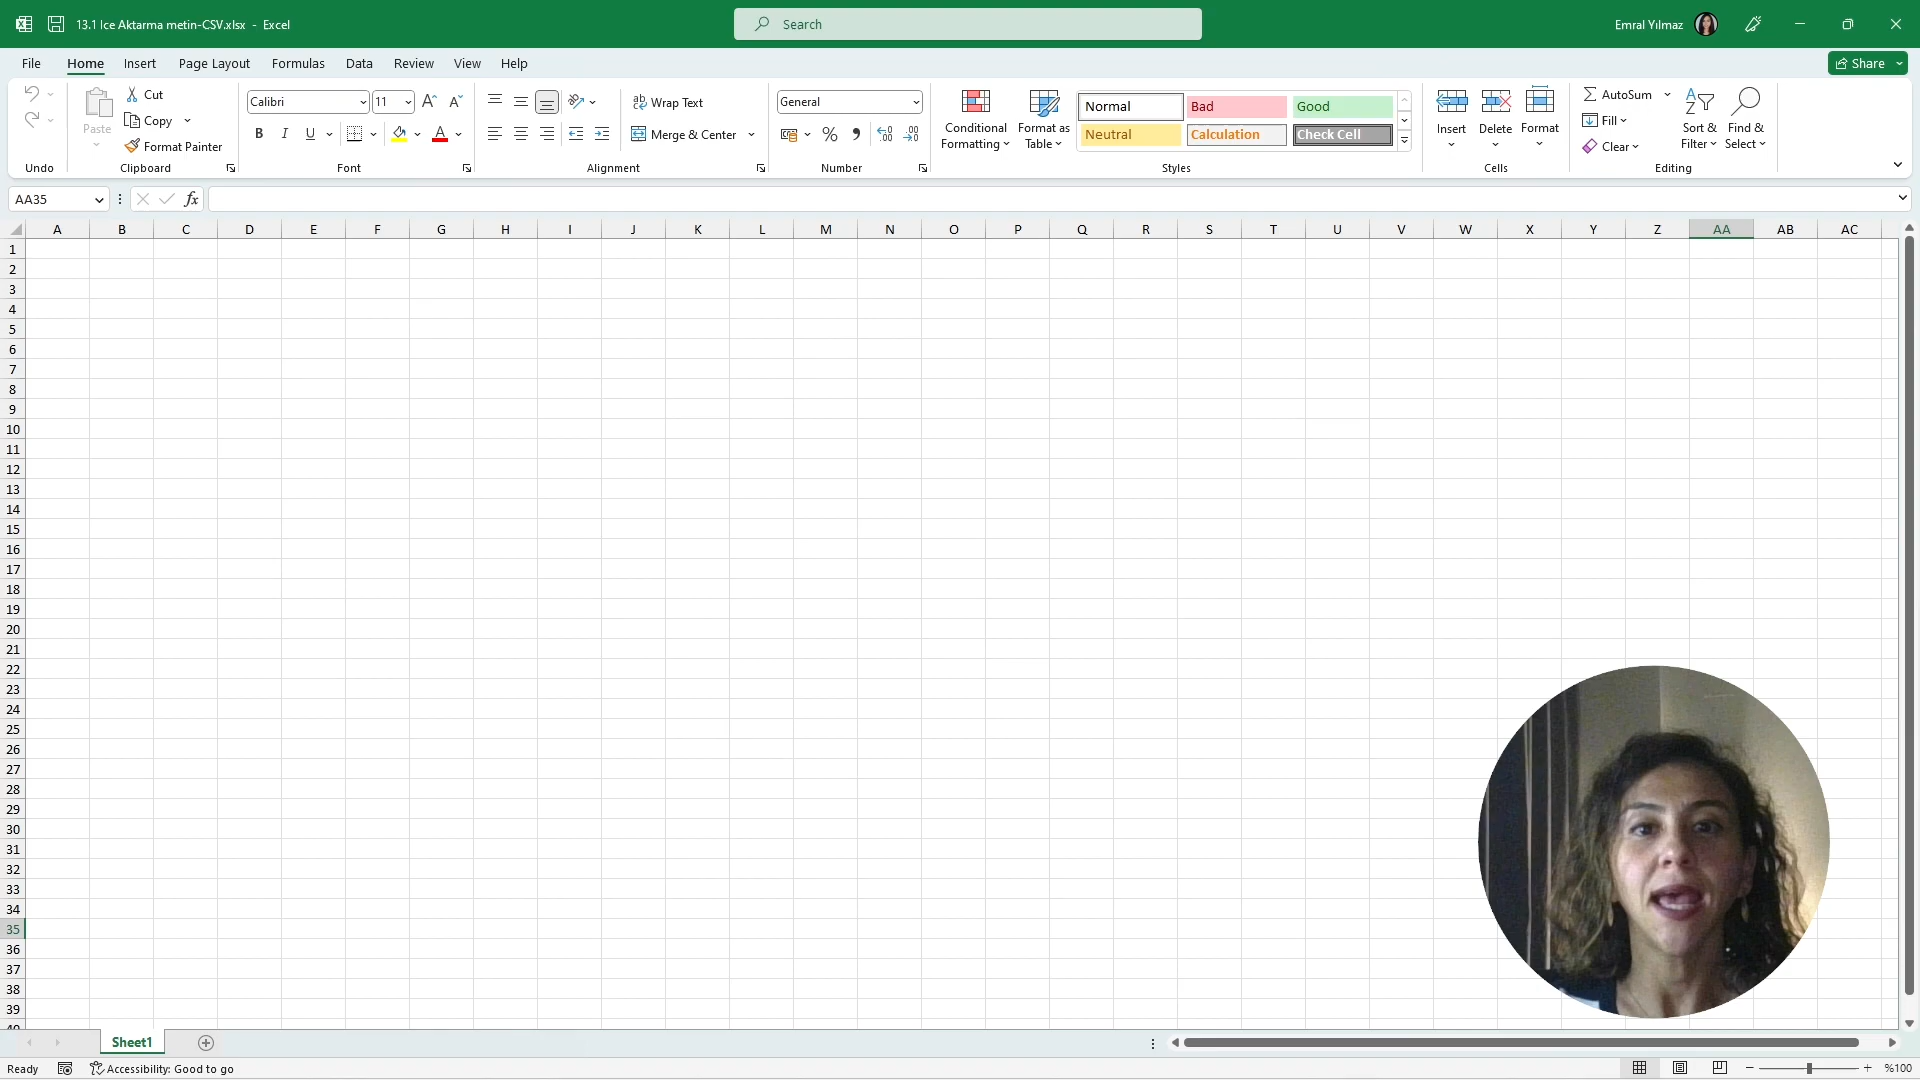 13.1 Ice Aktarma metin-CSV.xlsx - Excel
Search
Emral Yılmaz
File Home Insert Page Layout Formulas Data Review View Help
Share
Paste
Cut
Copy
Format Painter
Calibri 11
B I U
Wrap Text
Merge & Center
General
Conditional Formatting
Format as Table
Normal Bad Good
Neutral Calculation Check Cell
Insert Delete Format
AutoSum
Fill
Clear
Sort & Filter
Find & Select
Undo Clipboard Font Alignment Number Styles Cells Editing
AA35
fx
A B C D E F G H I J K L M N O P Q R S T U V W X Y Z AA AB AC
1
2
3
4
5
6
7
8
9
10
11
12
13
14
15
16
17
18
19
20
21
22
23
24
25
26
27
28
29
30
31
32
33
34
35
36
37
38
39
40
Sheet1
Ready Accessibility: Good to go %100